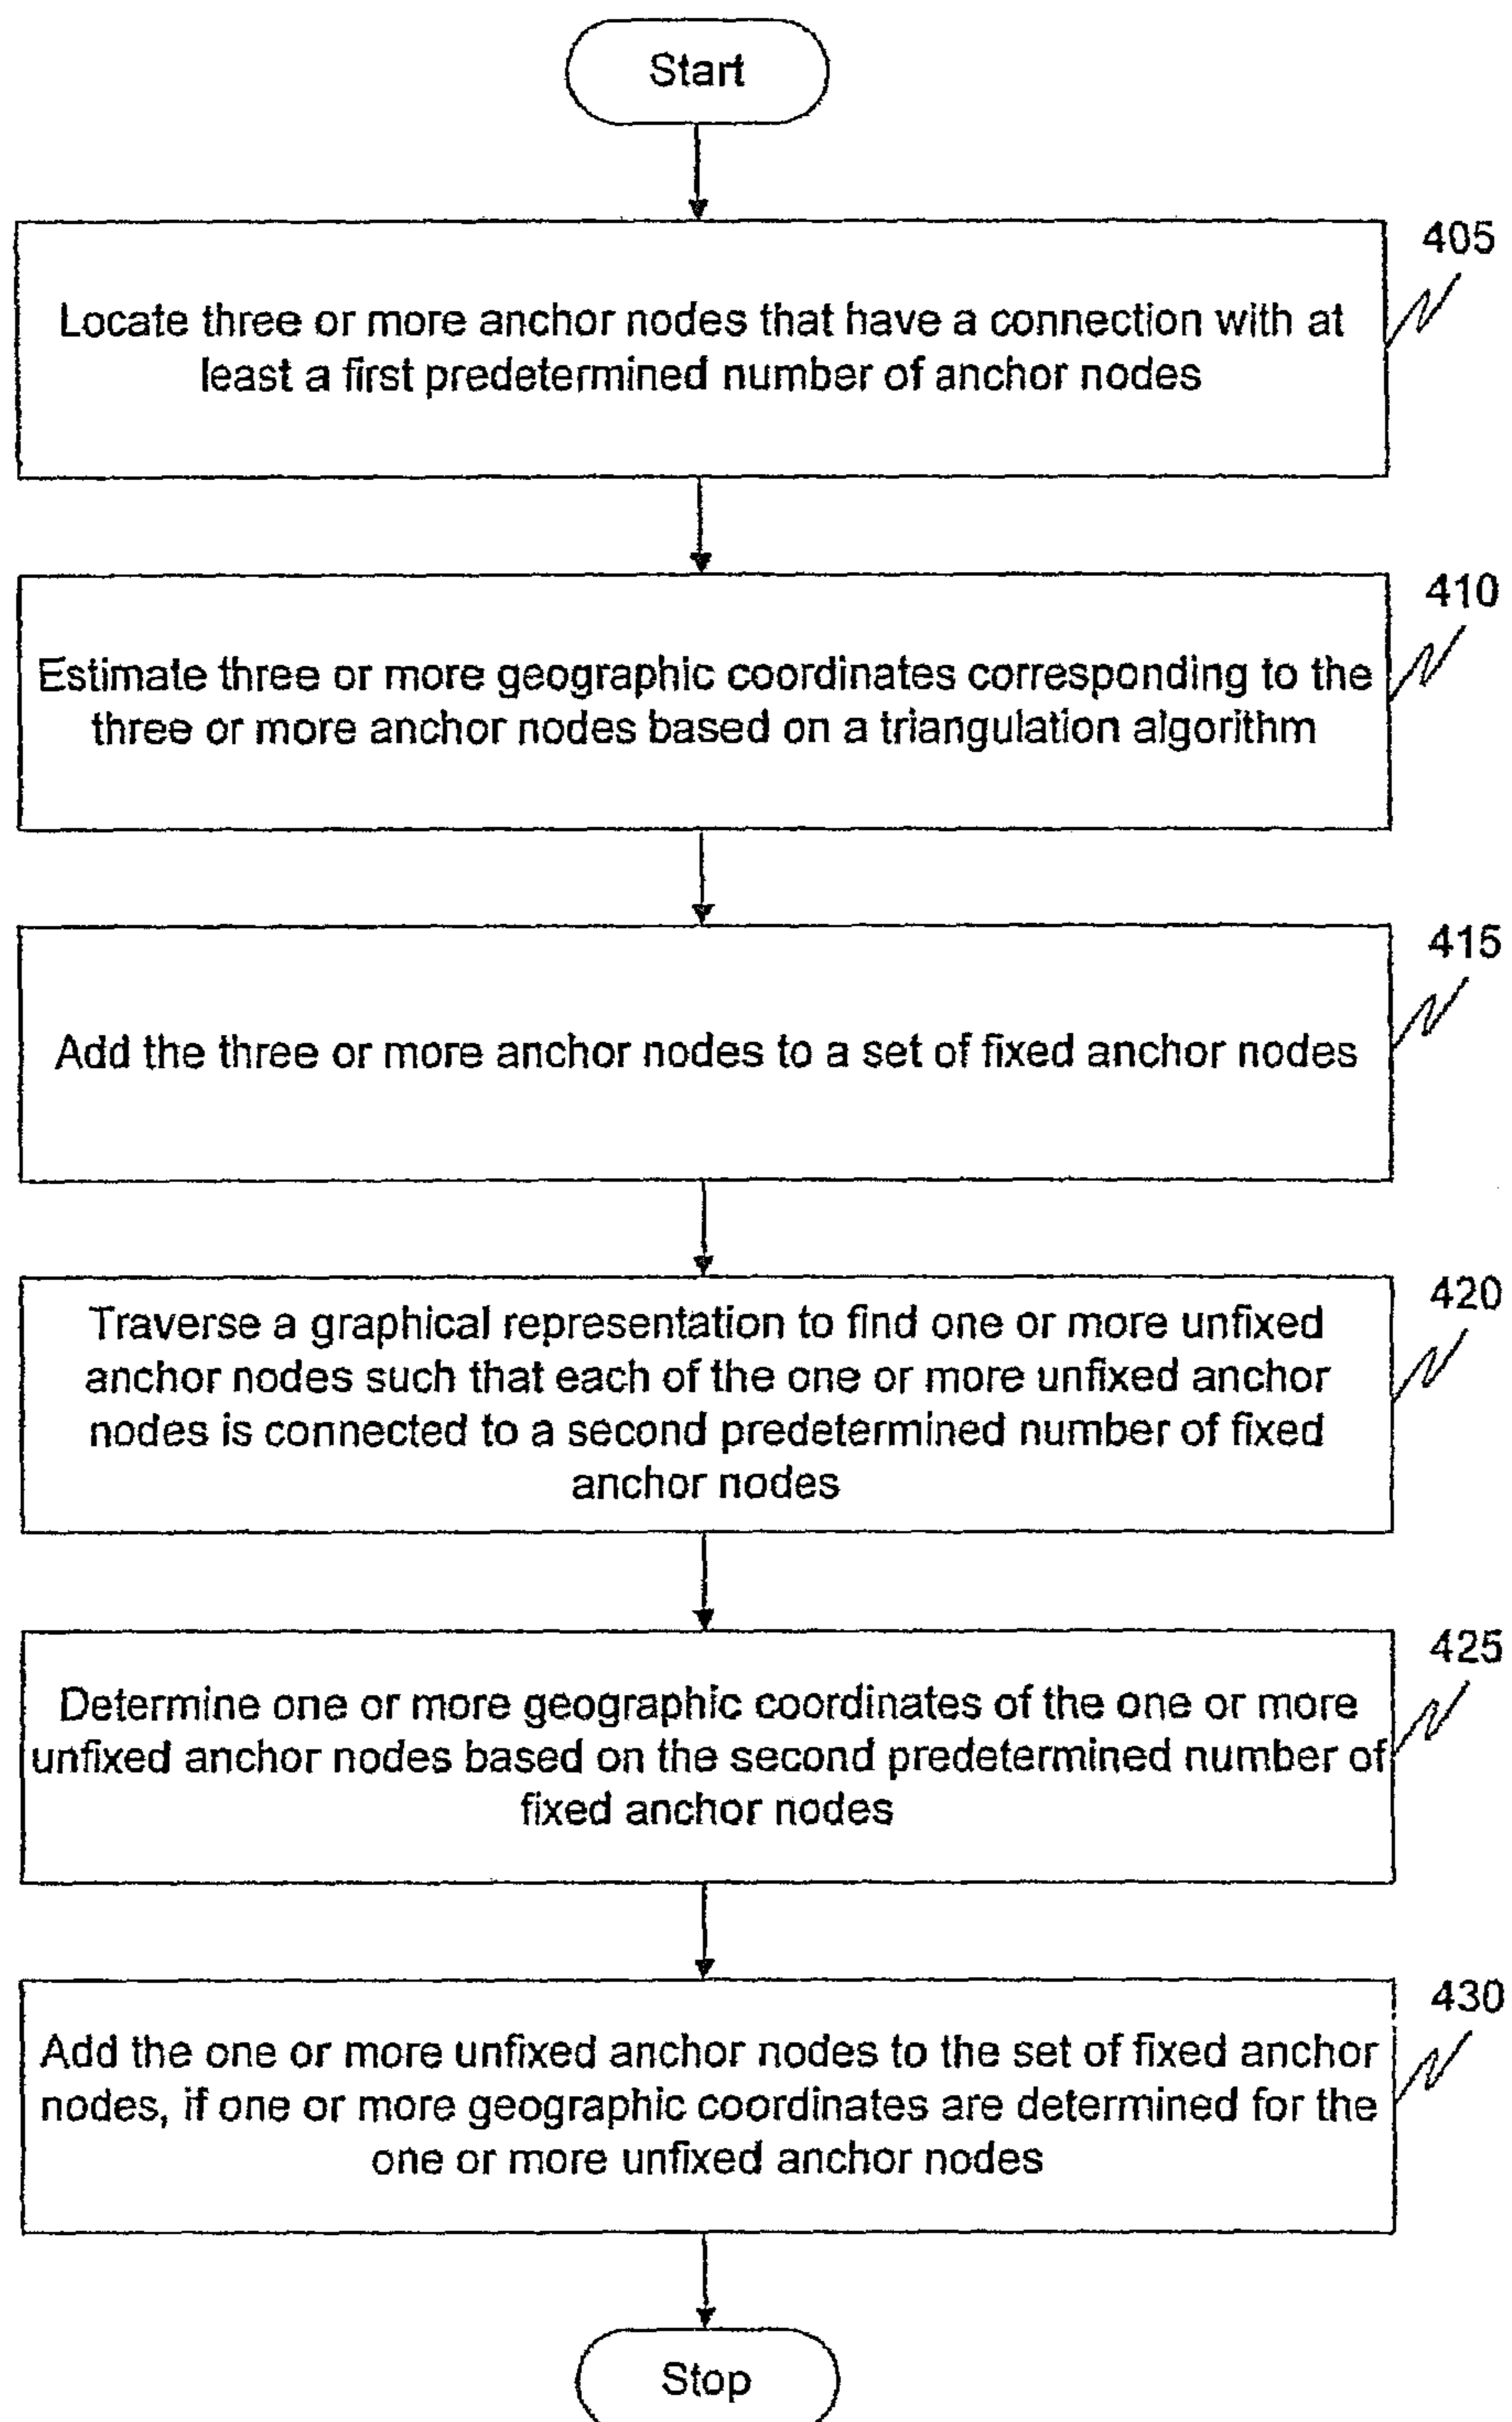 Start
405
Locate three or more anchor nodes that have a connection with at
least a first predetermined number of anchor nodes
410
Estimate three or more geographic coordinates corresponding to the
three or more anchor nodes based on a triangulation algorithm
415
Add the three or more anchor nodes to a set of fixed anchor nodes
420
Traverse a graphical representation to find one or more unfixed
anchor nodes such that each of the one or more unfixed anchor
nodes is connected to a second predetermined number of fixed
anchor nodes
425
Determine one or more geographic coordinates of the one or more
unfixed anchor nodes based on the second predetermined number of
fixed anchor nodes
430
Add the one or more unfixed anchor nodes to the set of fixed anchor
nodes, if one or more geographic coordinates are determined for the
one or more unfixed anchor nodes
Stop